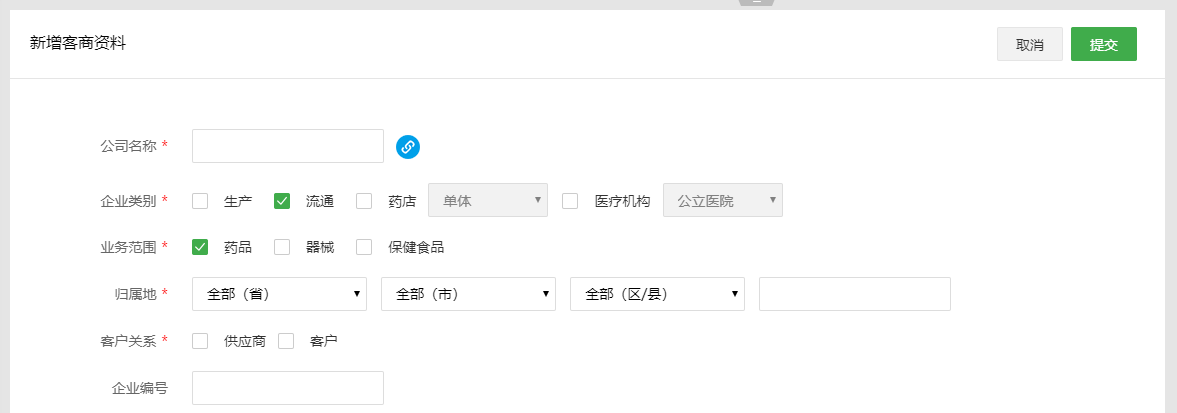 新增客商资料
取消 提交
公司名称 *
企业类别 * 生产 流通 药店 单体 医疗机构 公立医院
业务范围 * 药品 器械 保健食品
归属地 * 全部（省） 全部（市） 全部（区/县）
客户关系 * 供应商 客户
企业编号